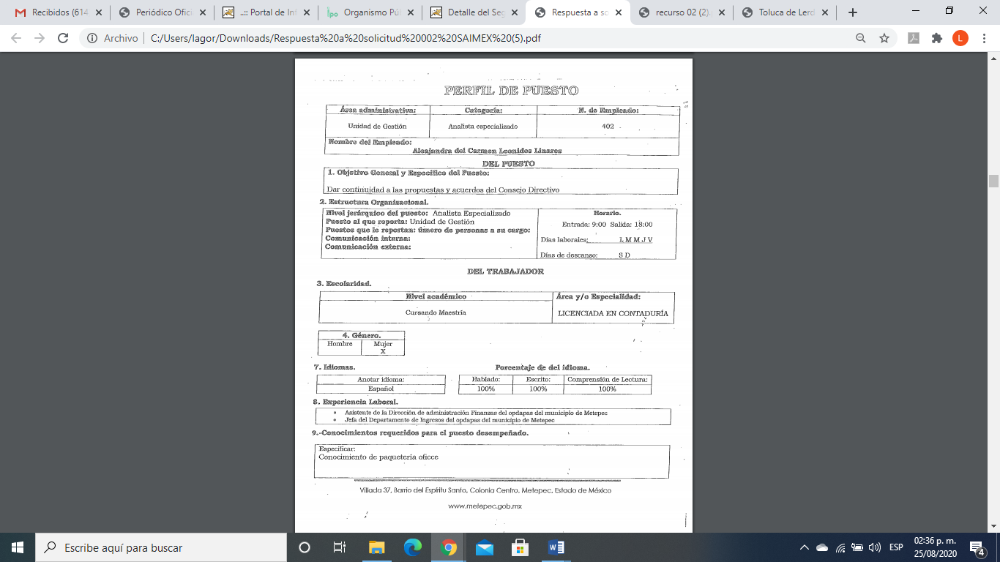 Recibidos (614
Periódico Ofici
..:: Portal de Inf
Organismo Púl
Detalle del Seg
Respuesta a so
recurso 02 (2).
Toluca de Lerd
Archivo C:/Users/lagor/Downloads/Respuesta%20a%20solicitud%20002%20SAIMEX%20(5).pdf
L
PERFIL DE PUESTO
Área administrativa: Categoría: N. de Empleado:
Unidad de Gestión Analista especializado 402
Nombre del Empleado:
Aleajandra del Carmen Leonides Linares
DEL PUESTO
1. Objetivo General y Específico del Puesto:
Dar continuidad a las propuestas y acuerdos del Consejo Directivo
2. Estructura Organizacional.
Nivel jerárquico del puesto: Analista Especializado
Puesto al que reporta: Unidad de Gestión
Puestos que le reportan: úmero de personas a su cargo:
Comunicación interna:
Comunicación externa:
Horario.
Entrada: 9:00 Salida: 18:00
Días laborales: L M M J V
Días de descanso: S D
DEL TRABAJADOR
3. Escolaridad.
Nivel académico Área y/o Especialidad:
Cursando Maestría LICENCIADA EN CONTADURÍA
4. Género.
Hombre Mujer
X
7. Idiomas. Porcentaje de del idioma.
Anotar idioma: Hablado: Escrito: Comprensión de Lectura:
Español 100% 100% 100%
8. Experiencia Laboral.
• Asistente de la Dirección de administración Finanzas del opdapas del municipio de Metepec
• Jefa del Departamento de Ingresos del opdapas del municipio de Metepec
9.-Conocimientos requeridos para el puesto desempeñado.
Especificar:
Conocimiento de paquetería oficce
Villada 37, Barrio del Espíritu Santo, Colonia Centro, Metepec, Estado de México
www.metepec.gob.mx
Escribe aquí para buscar
ESP
02:36 p. m.
25/08/2020
4